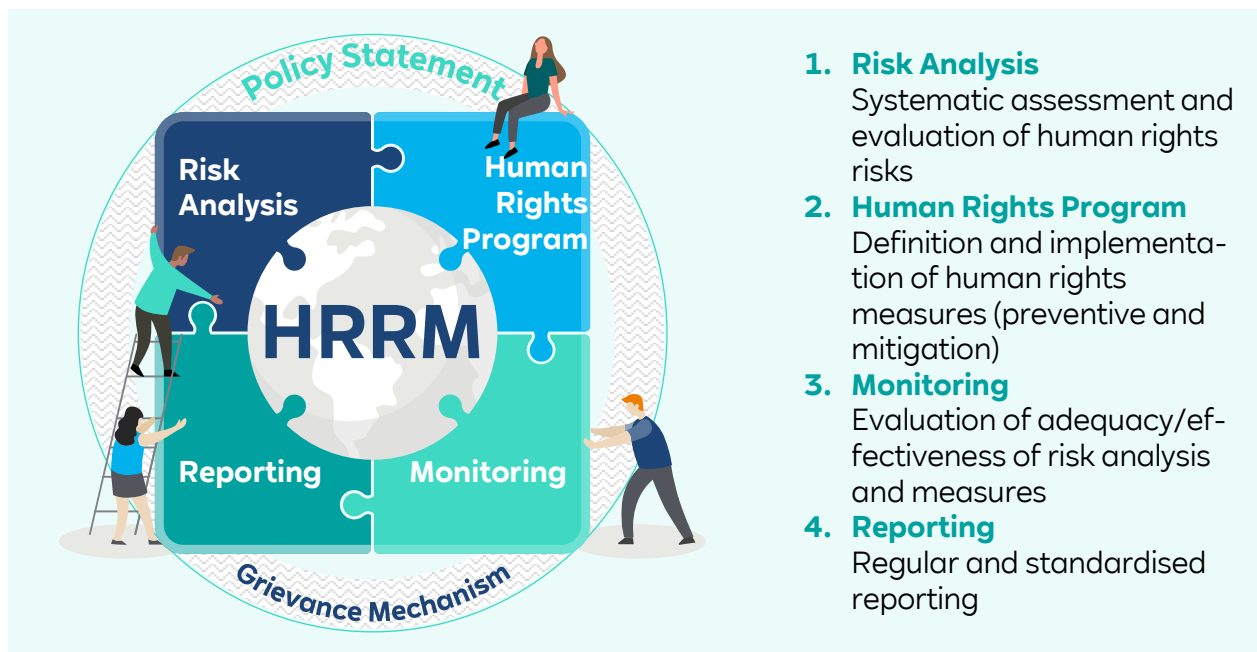 Policy Statement
Risk
Analysis
Human
Rights
Program
HRRM
Reporting
Monitoring
Grievance Mechanism
1. Risk Analysis
Systematic assessment and
evaluation of human rights
risks
2. Human Rights Program
Definition and implementa-
tion of human rights
measures (preventive and
mitigation)
3. Monitoring
Evaluation of adequacy/ef-
fectiveness of risk analysis
and measures
4. Reporting
Regular and standardised
reporting